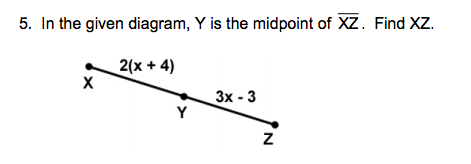 5. In the given diagram, Y is the midpoint of XZ. Find XZ.
2(x + 4)
X
3x - 3
Y
Z